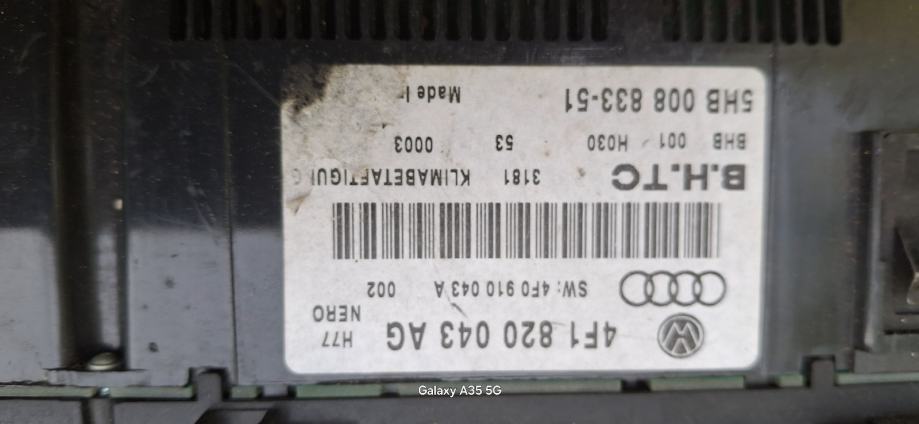 4F1 820 043 AG H77
NERO
SW: 4F0 910 043 A 002
B.H.TC 3181 KLIMABETAETIGUNG
BHB 001 H030 53 0003
5HB 008 833-51 Made I
Galaxy A35 5G